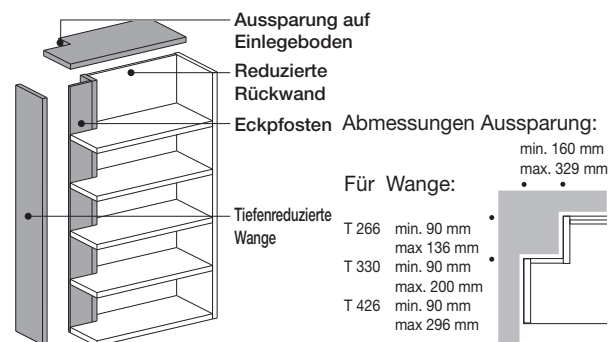 Aussparung auf
Einlegeboden
Reduzierte
Rückwand
Eckpfosten
Tiefenreduzierte
Wange
Abmessungen Aussparung:
min. 160 mm
max. 329 mm
Für Wange:
T 266 min. 90 mm
max 136 mm
T 330 min. 90 mm
max. 200 mm
T 426 min. 90 mm
max 296 mm